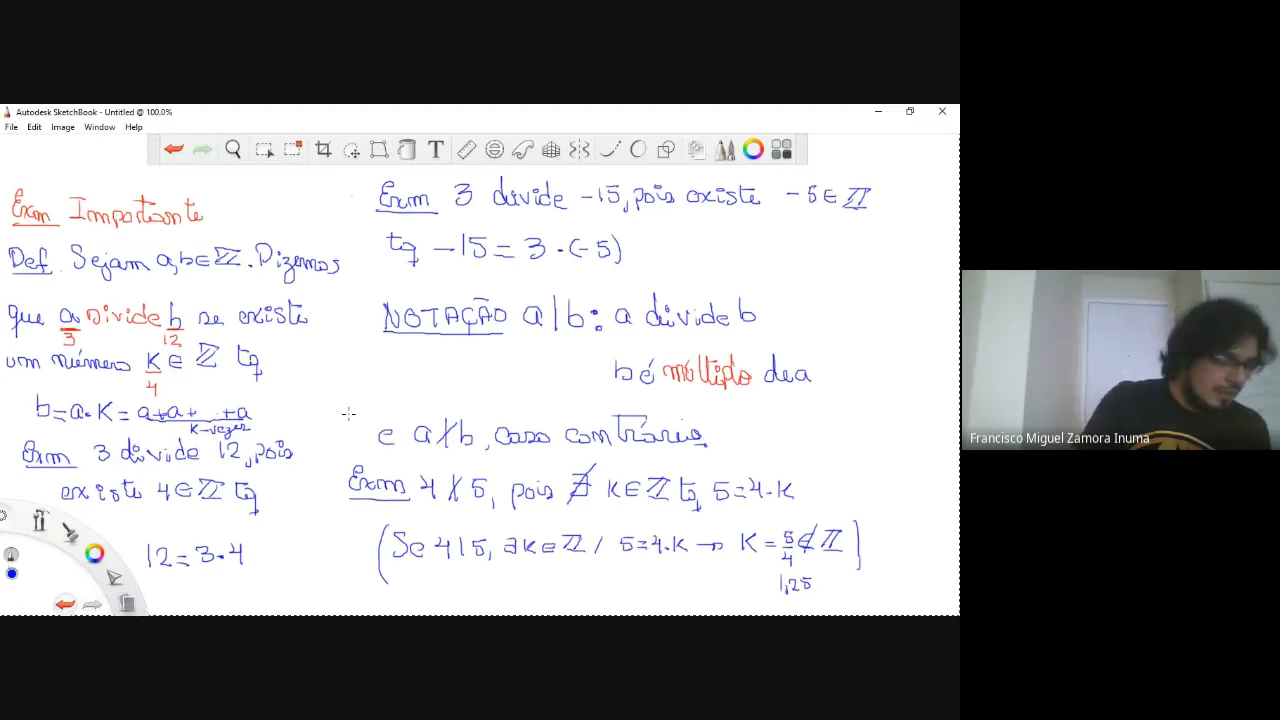 Autodesk SketchBook - Untitled @ 100.0%
File Edit Image Window Help
Exm Importante
Def Sejam a,b∈ℤ. Dizemos
que a divide b se existe
3 12
um número K ∈ ℤ tq
4
b=a·K = a+a+ +a
K-vezes
Exm 3 divide 12, pois
existe 4∈ℤ tq
12=3·4
Exm 3 divide -15, pois existe -5∈ℤ
tq -15=3·(-5)
NOTAÇÃO a|b: a divide b
b é múltiplo de a
e a∤b, caso contrário
Exm 4∤5, pois ∄ K∈ℤ tq 5=4·K
(Se 4|5, ∃K∈ℤ / 5=4·K → K=5/4∉ℤ)
1,25
Francisco Miguel Zamora Inuma